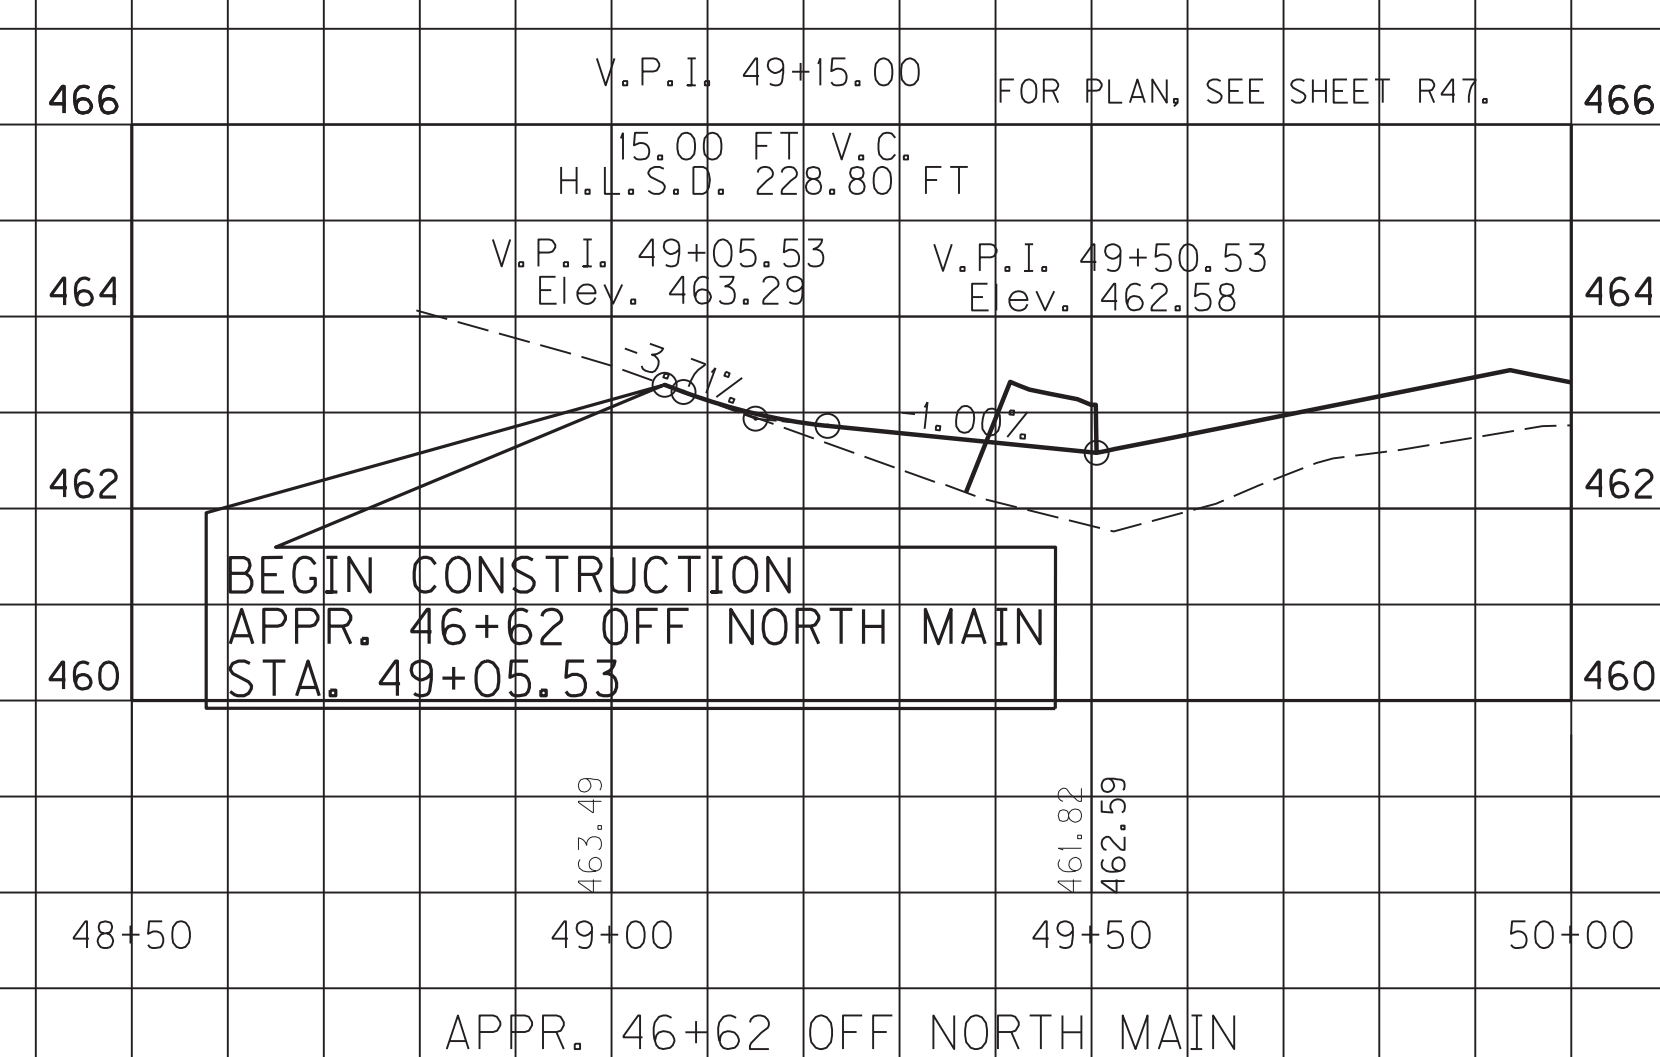 V.P.I. 49+15.00
FOR PLAN, SEE SHEET R47.
466
466
15.00 FT V.C.
H.L.S.D. 228.80 FT
V.P.I. 49+05.53
Elev. 463.29
V.P.I. 49+50.53
Elev. 462.58
464
464
-3.71%
-1.00%
462
462
BEGIN CONSTRUCTION
APPR. 46+62 OFF NORTH MAIN
STA. 49+05.53
460
460
463.49
461.82
462.59
48+50
49+00
49+50
50+00
APPR. 46+62 OFF NORTH MAIN